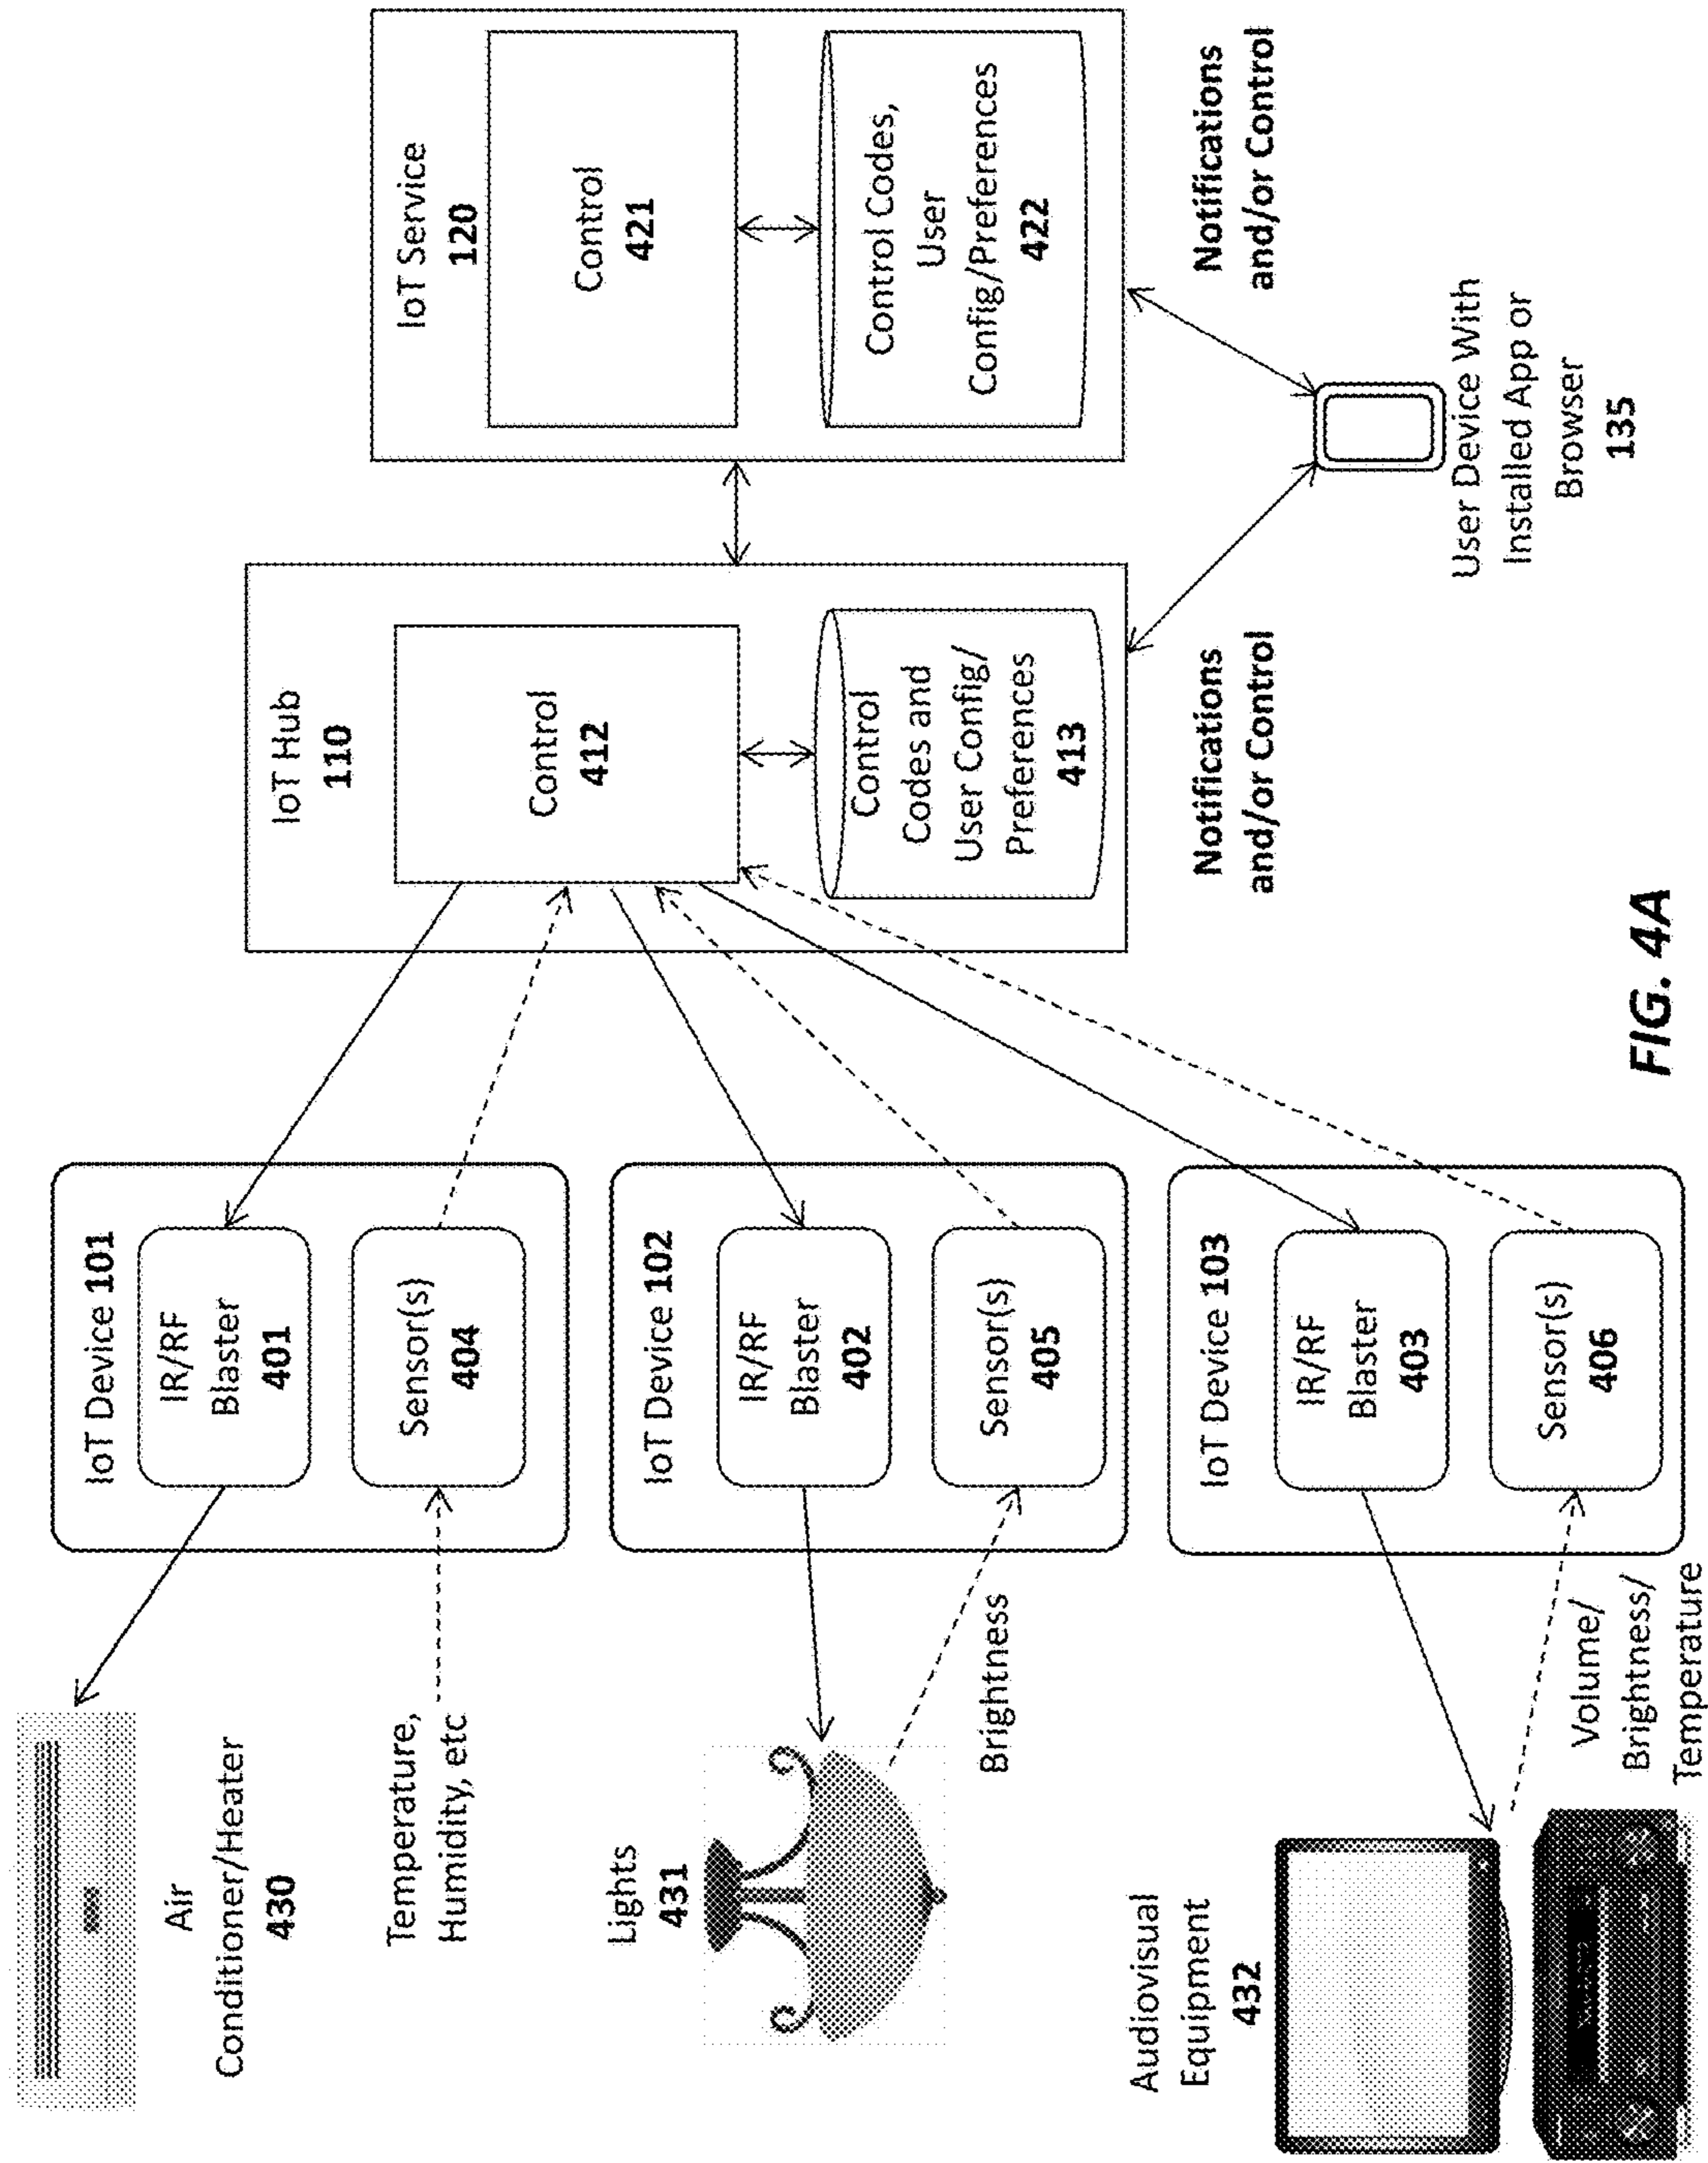 Air
Conditioner/Heater
430
Temperature,
Humidity, etc
Lights
431
Brightness
Audiovisual
Equipment
432
Volume/
Brightness/
Temperature
IoT Device 101
IR/RF
Blaster
401
Sensor(s)
404
IoT Device 102
IR/RF
Blaster
402
Sensor(s)
405
IoT Device 103
IR/RF
Blaster
403
Sensor(s)
406
IoT Hub
110
Control
412
Control
Codes and
User Config/
Preferences
413
Notifications
and/or Control
IoT Service
120
Control
421
Control Codes,
User
Config/Preferences
422
Notifications
and/or Control
User Device With
Installed App or
Browser
135
FIG. 4A